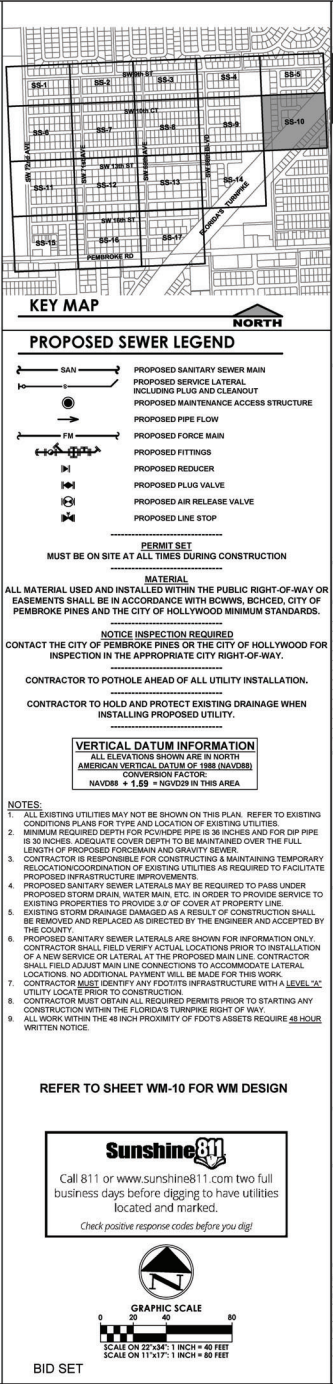 SW 9th ST
SS-1
SS-2
SS-3
SS-4
SS-5
SW 10th CT
SS-6
SS-7
SS-8
SS-9
SS-10
SW 72nd AVE
SW 13th ST
SS-11
SS-12
SS-13
SS-14
FLORIDA'S TURNPIKE
SW 16th ST
SS-15
SS-16
SS-17
PEMBROKE RD
KEY MAP
NORTH
PROPOSED SEWER LEGEND
SAN PROPOSED SANITARY SEWER MAIN
S PROPOSED SERVICE LATERAL
INCLUDING PLUG AND CLEANOUT
PROPOSED MAINTENANCE ACCESS STRUCTURE
PROPOSED PIPE FLOW
FM PROPOSED FORCE MAIN
PROPOSED FITTINGS
PROPOSED REDUCER
PROPOSED PLUG VALVE
PROPOSED AIR RELEASE VALVE
PROPOSED LINE STOP
--------------------------------
PERMIT SET
MUST BE ON SITE AT ALL TIMES DURING CONSTRUCTION
--------------------------------
MATERIAL
ALL MATERIAL USED AND INSTALLED WITHIN THE PUBLIC RIGHT-OF-WAY OR
EASEMENTS SHALL BE IN ACCORDANCE WITH BCWWS, BCHCED, CITY OF
PEMBROKE PINES AND THE CITY OF HOLLYWOOD MINIMUM STANDARDS.
--------------------------------
NOTICE INSPECTION REQUIRED
CONTACT THE CITY OF PEMBROKE PINES OR THE CITY OF HOLLYWOOD FOR
INSPECTION IN THE APPROPRIATE CITY RIGHT-OF-WAY.
--------------------------------
CONTRACTOR TO POTHOLE AHEAD OF ALL UTILITY INSTALLATION.
--------------------------------
CONTRACTOR TO HOLD AND PROTECT EXISTING DRAINAGE WHEN
INSTALLING PROPOSED UTILITY.
--------------------------------
VERTICAL DATUM INFORMATION
ALL ELEVATIONS SHOWN ARE IN NORTH
AMERICAN VERTICAL DATUM OF 1988 (NAVD88)
CONVERSION FACTOR:
NAVD88 + 1.59 = NGVD29 IN THIS AREA
NOTES:
1. ALL EXISTING UTILITIES MAY NOT BE SHOWN ON THIS PLAN. REFER TO EXISTING
CONDITIONS PLANS FOR TYPE AND LOCATION OF EXISTING UTILITIES.
2. MINIMUM REQUIRED DEPTH FOR PCV/HDPE PIPE IS 36 INCHES AND FOR DIP PIPE
IS 30 INCHES. ADEQUATE COVER DEPTH TO BE MAINTAINED OVER THE FULL
LENGTH OF PROPOSED FORCEMAIN AND GRAVITY SEWER.
3. CONTRACTOR IS RESPONSIBLE FOR CONSTRUCTING & MAINTAINING TEMPORARY
RELOCATION/COORDINATION OF EXISTING UTILITIES AS REQUIRED TO FACILITATE
PROPOSED INFRASTRUCTURE IMPROVEMENTS.
4. PROPOSED SANITARY SEWER LATERALS MAY BE REQUIRED TO PASS UNDER
PROPOSED STORM DRAIN, WATER MAIN, ETC. IN ORDER TO PROVIDE SERVICE TO
EXISTING PROPERTIES TO PROVIDE 3.0' OF COVER AT PROPERTY LINE.
5. EXISTING STORM DRAINAGE DAMAGED AS A RESULT OF CONSTRUCTION SHALL
BE REMOVED AND REPLACED AS DIRECTED BY THE ENGINEER AND ACCEPTED BY
THE COUNTY.
6. PROPOSED SANITARY SEWER LATERALS ARE SHOWN FOR INFORMATION ONLY.
CONTRACTOR SHALL FIELD VERIFY ACTUAL LOCATIONS PRIOR TO INSTALLATION
OF A NEW SERVICE OR LATERAL AT THE PROPOSED MAIN LINE. CONTRACTOR
SHALL FIELD ADJUST MAIN LINE CONNECTIONS TO ACCOMMODATE LATERAL
LOCATIONS. NO ADDITIONAL PAYMENT WILL BE MADE FOR THIS WORK.
7. CONTRACTOR MUST IDENTIFY ANY FDOT/ITS INFRASTRUCTURE WITH A LEVEL "A"
UTILITY LOCATE PRIOR TO CONSTRUCTION.
8. CONTRACTOR MUST OBTAIN ALL REQUIRED PERMITS PRIOR TO STARTING ANY
CONSTRUCTION WITHIN THE FLORIDA'S TURNPIKE RIGHT OF WAY.
9. ALL WORK WITHIN THE 48 INCH PROXIMITY OF FDOT'S ASSETS REQUIRE 48 HOUR
WRITTEN NOTICE.
REFER TO SHEET WM-10 FOR WM DESIGN
Sunshine 811
Call 811 or www.sunshine811.com two full
business days before digging to have utilities
located and marked.
Check positive response codes before you dig!
N
GRAPHIC SCALE
0 20 40 80
SCALE ON 22"x34": 1 INCH = 40 FEET
SCALE ON 11"x17": 1 INCH = 80 FEET
BID SET